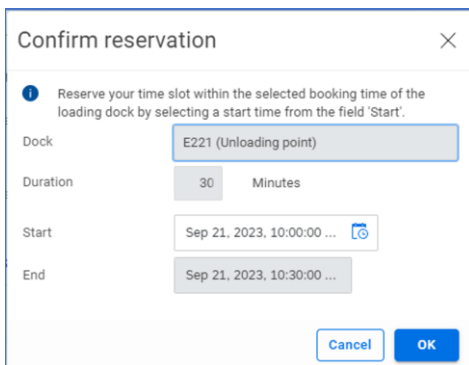 Confirm reservation
Reserve your time slot within the selected booking time of the
loading dock by selecting a start time from the field 'Start'.
Dock E221 (Unloading point)
Duration 30 Minutes
Start Sep 21, 2023, 10:00:00 ...
End Sep 21, 2023, 10:30:00 ...
Cancel OK